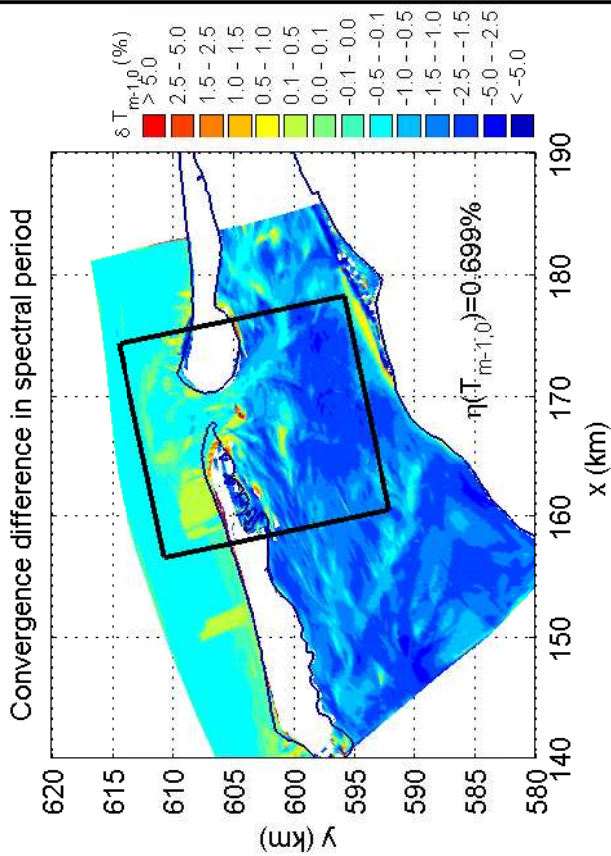 Convergence difference in spectral period
δ T_{m-1,0} (%)
> 5.0
2.5 - 5.0
1.5 - 2.5
1.0 - 1.5
0.5 - 1.0
0.1 - 0.5
0.0 - 0.1
-0.1 - 0.0
-0.5 - -0.1
-1.0 - -0.5
-1.5 - -1.0
-2.5 - -1.5
-5.0 - -2.5
< -5.0
620
615
610
605
600
595
590
585
580
y (km)
η(T_{m-1,0})=0.699%
140
150
160
170
180
190
x (km)